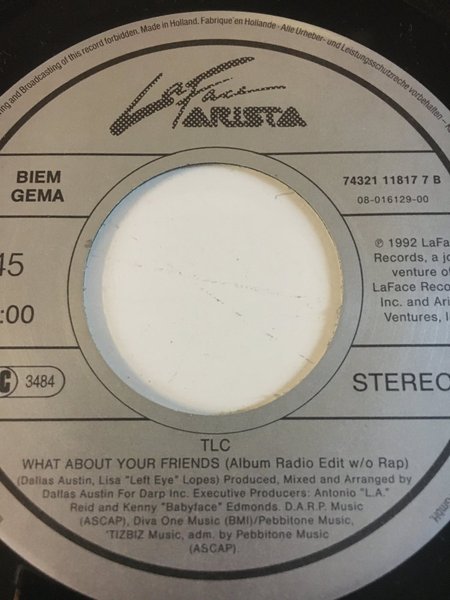 and Broadcasting of this record forbidden. Made in Holland. Fabriqué en Hollande - Alle Urheber- und Leistungsschutzrechte vorbehalten -
LaFace
ARISTA
BIEM
GEMA
74321 11817 7 B
08-016129-00
45
:00
℗ 1992 LaFa
Records, a jo
venture of
LaFace Reco
Inc. and Ari
Ventures, I
LC 3484
STEREO
TLC
WHAT ABOUT YOUR FRIENDS (Album Radio Edit w/o Rap)
(Dallas Austin, Lisa "Left Eye" Lopes) Produced, Mixed and Arranged by
Dallas Austin For Darp Inc. Executive Producers: Antonio "L.A."
Reid and Kenny "Babyface" Edmonds. D.A.R.P. Music
(ASCAP), Diva One Music (BMI)/Pebbitone Music,
'TIZBIZ Music, adm. by Pebbitone Music
(ASCAP)